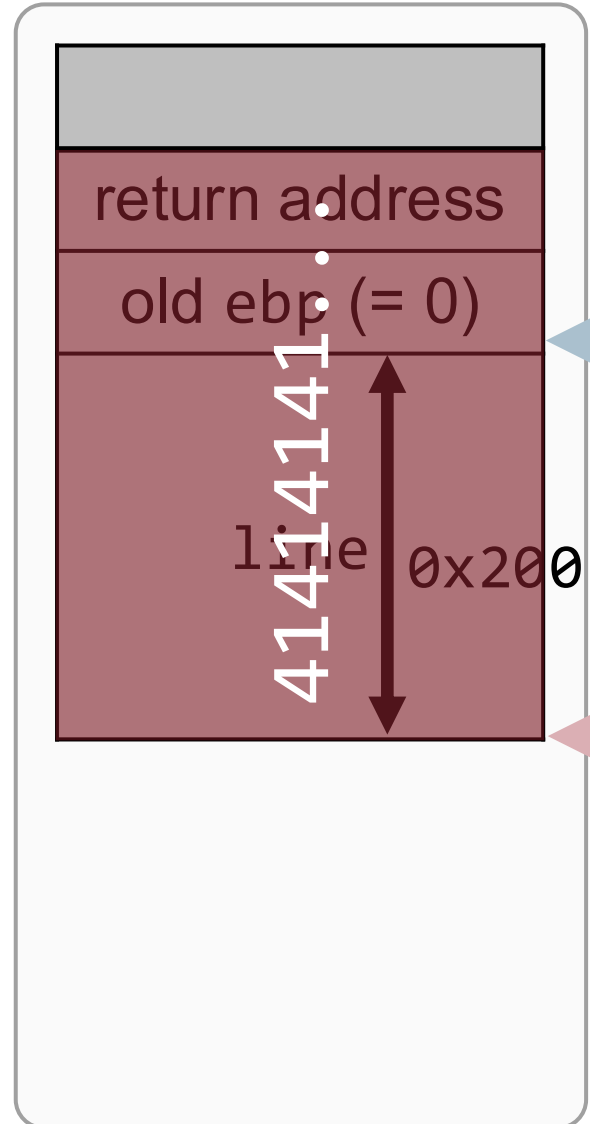 return address
old ebp (= 0)
41414141...
line
0x200